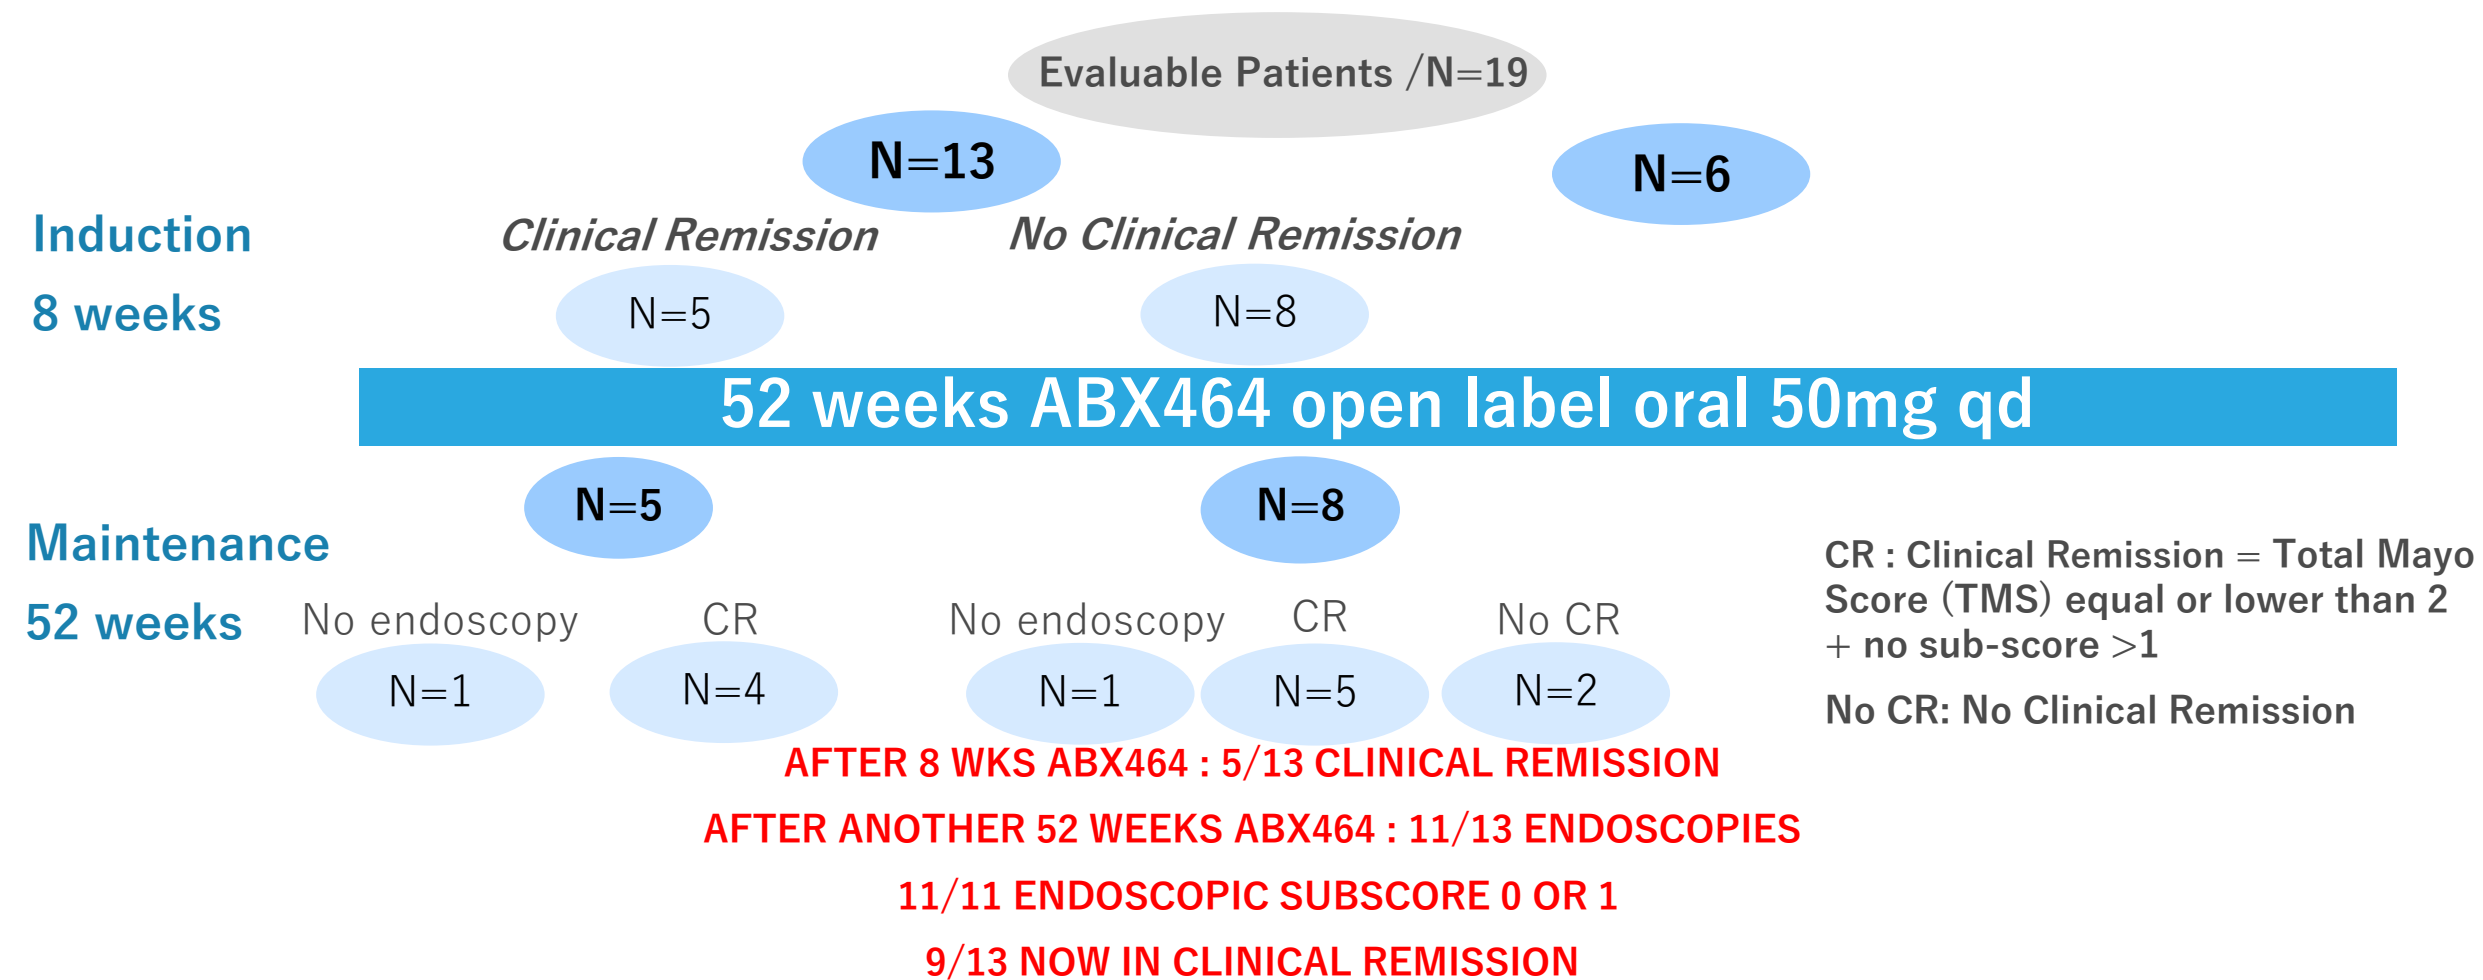 Evaluable Patients /N=19
N=13
N=6
Induction
8 weeks
Clinical Remission
No Clinical Remission
N=5
N=8
52 weeks ABX464 open label oral 50mg qd
N=5
N=8
Maintenance
52 weeks
No endoscopy
CR
No endoscopy
CR
No CR
N=1
N=4
N=1
N=5
N=2
CR : Clinical Remission = Total Mayo
Score (TMS) equal or lower than 2
+ no sub-score >1
No CR: No Clinical Remission
AFTER 8 WKS ABX464 : 5/13 CLINICAL REMISSION
AFTER ANOTHER 52 WEEKS ABX464 : 11/13 ENDOSCOPIES
11/11 ENDOSCOPIC SUBSCORE 0 OR 1
9/13 NOW IN CLINICAL REMISSION